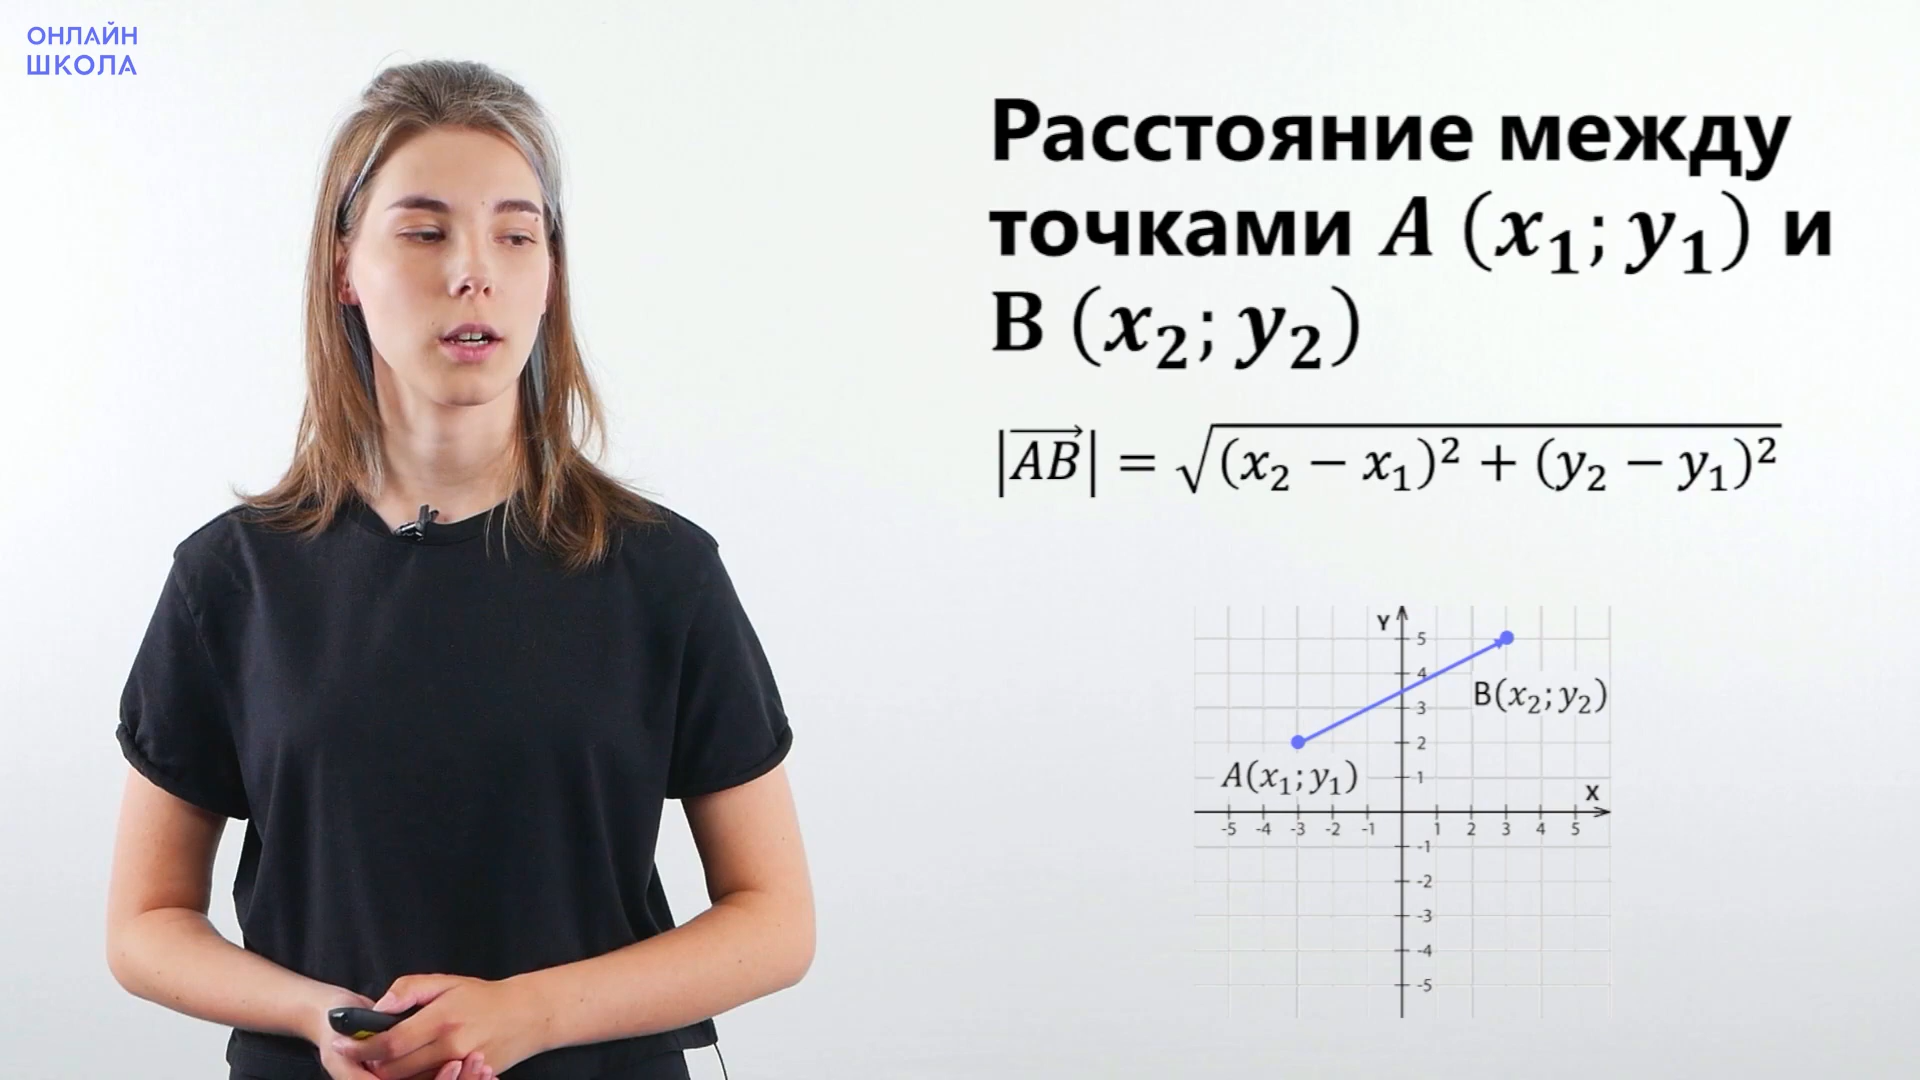 ОНЛАЙН
ШКОЛА
Расстояние между
точками A (x₁; y₁) и
B (x₂; y₂)
|AB⃗| = √(x₂ − x₁)² + (y₂ − y₁)²
Y
5
4
B(x₂; y₂)
3
2
A(x₁; y₁)
1
X
-5 -4 -3 -2 -1 1 2 3 4 5
-1
-2
-3
-4
-5